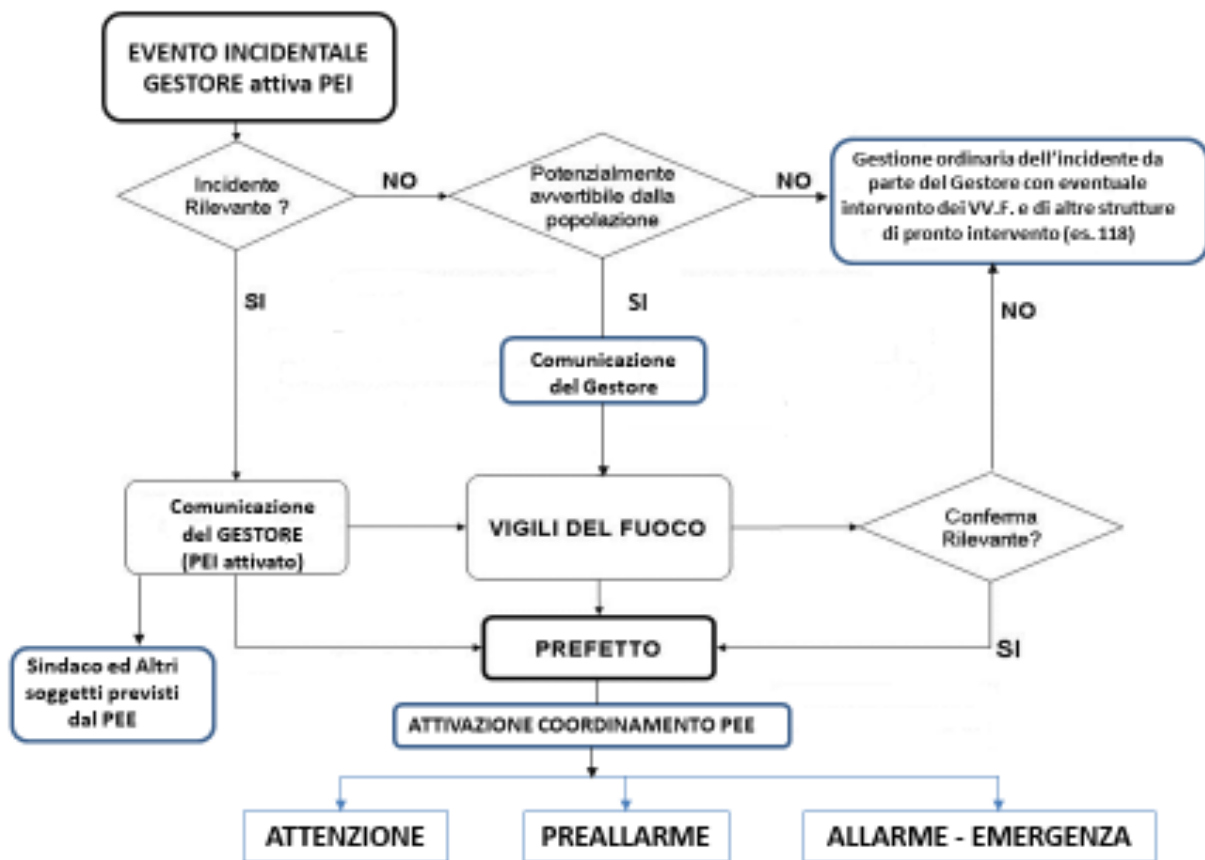 EVENTO INCIDENTALE
GESTORE attiva PEI
Incidente
Rilevante ?
NO
Potenzialmente
avvertibile dalla
popolazione
NO
Gestione ordinaria dell'incidente da
parte del Gestore con eventuale
intervento dei VV.F. e di altre strutture
di pronto intervento (es. 118)
SI
SI
NO
Comunicazione
del Gestore
Comunicazione
del GESTORE
(PEI attivato)
VIGILI DEL FUOCO
Conferma
Rilevante?
SI
PREFETTO
Sindaco ed Altri
soggetti previsti
dal PEE
ATTIVAZIONE COORDINAMENTO PEE
ATTENZIONE
PREALLARME
ALLARME - EMERGENZA